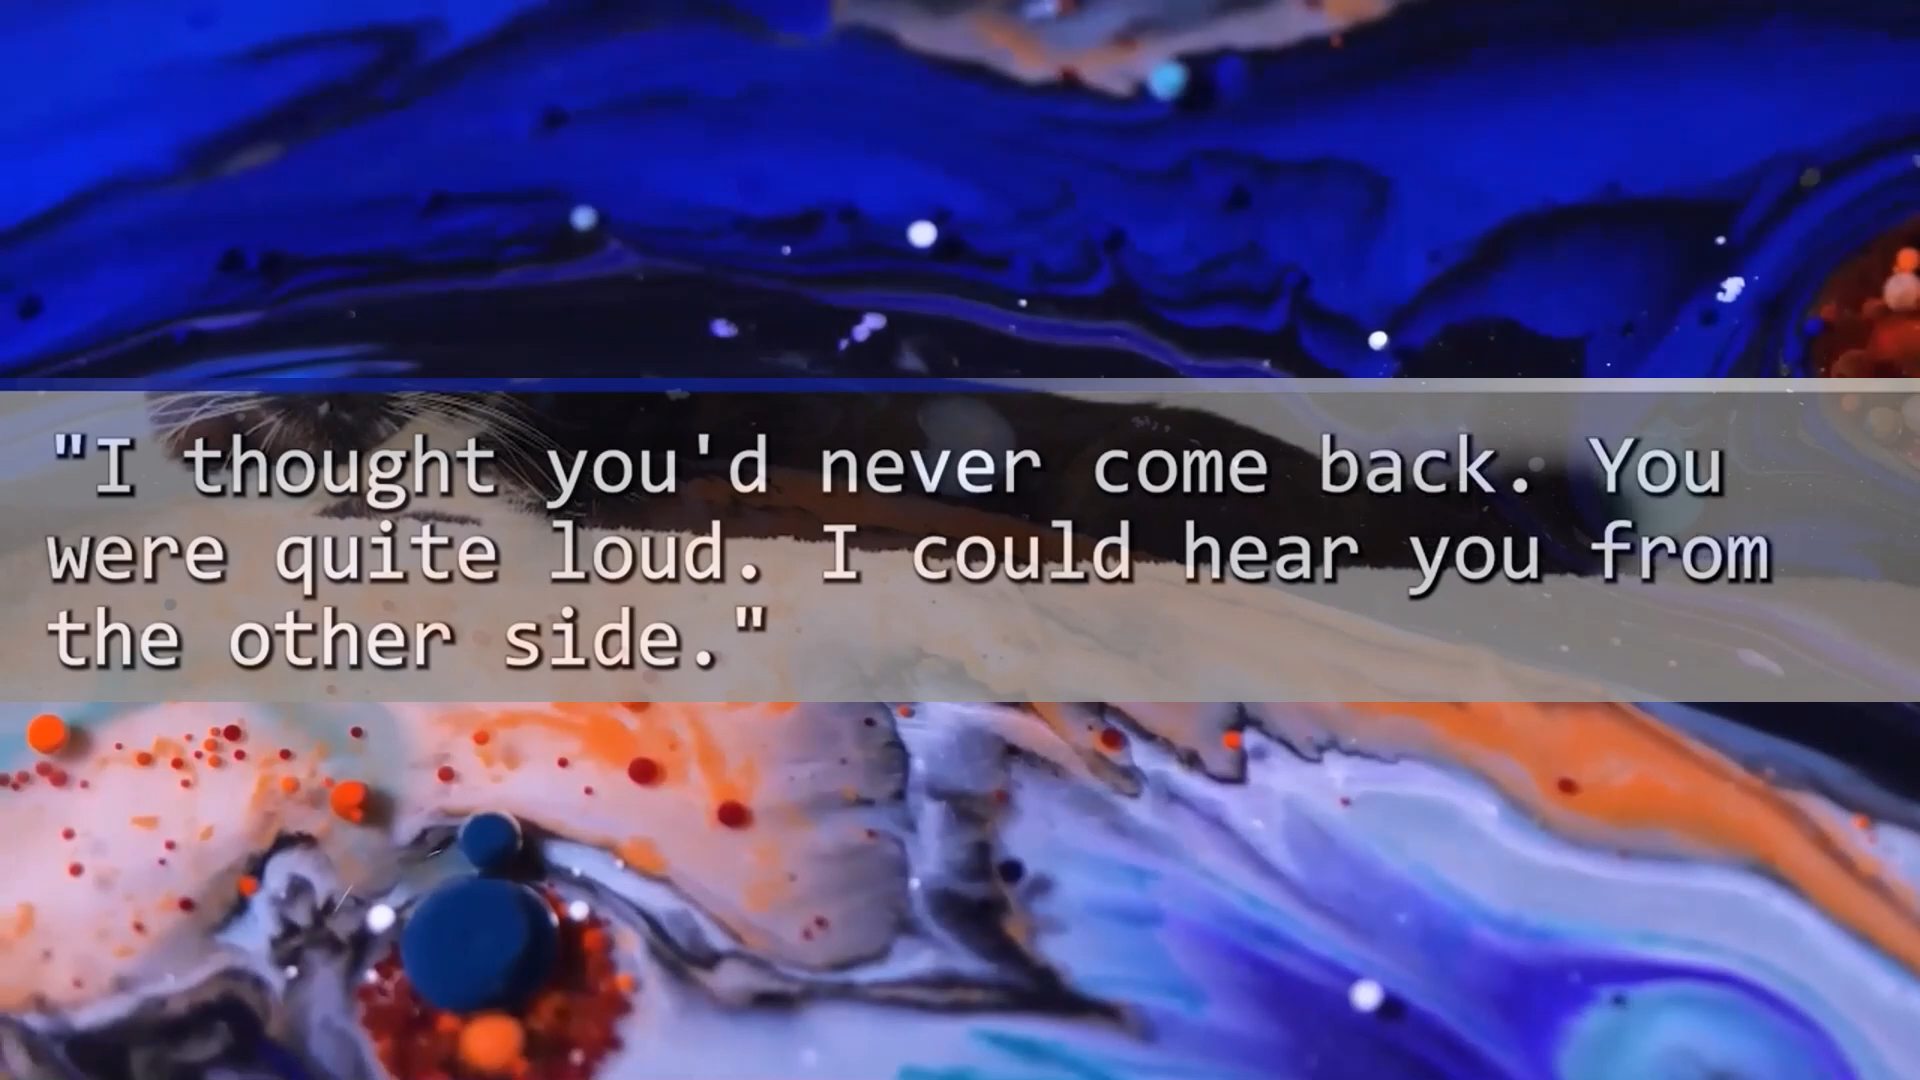 "I thought you'd never come back. You
were quite loud. I could hear you from
the other side."